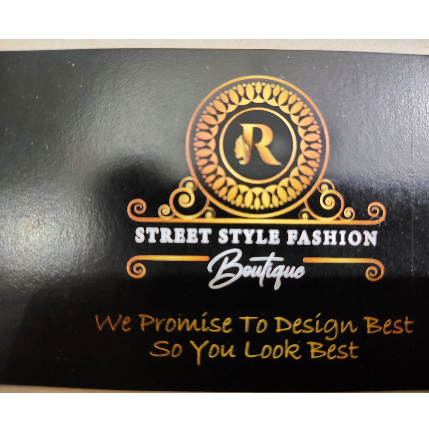 R
STREET STYLE FASHION
Boutique
We Promise To Design Best
So You Look Best